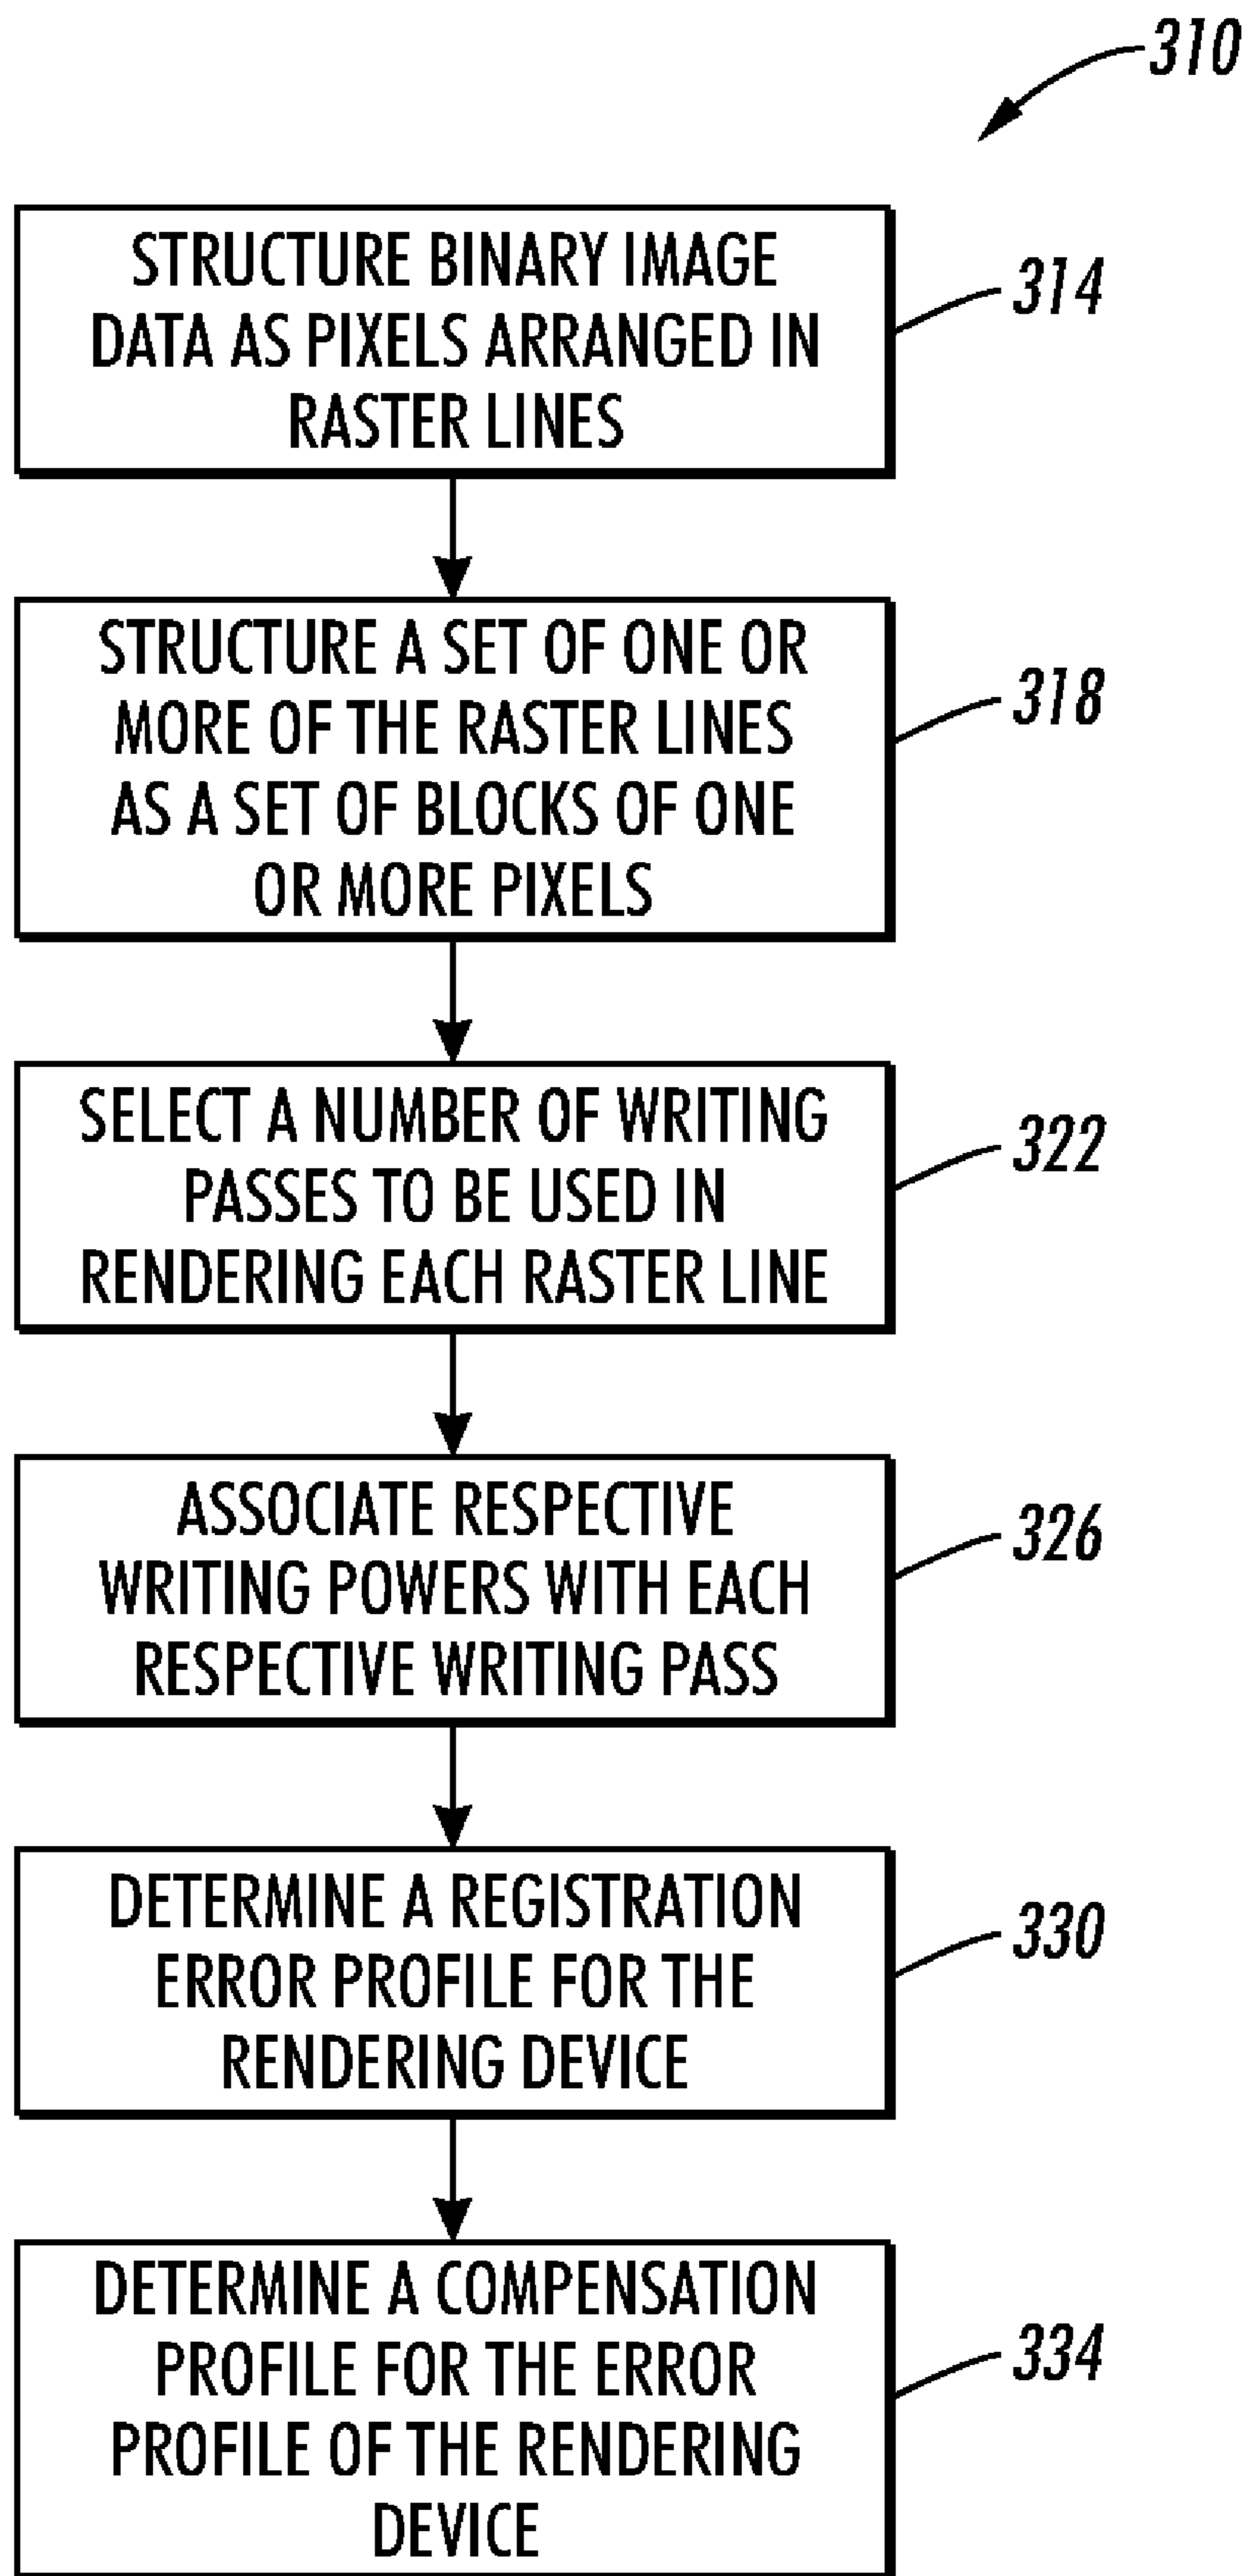 310
STRUCTURE BINARY IMAGE
DATA AS PIXELS ARRANGED IN
RASTER LINES
314
STRUCTURE A SET OF ONE OR
MORE OF THE RASTER LINES
AS A SET OF BLOCKS OF ONE
OR MORE PIXELS
318
SELECT A NUMBER OF WRITING
PASSES TO BE USED IN
RENDERING EACH RASTER LINE
322
ASSOCIATE RESPECTIVE
WRITING POWERS WITH EACH
RESPECTIVE WRITING PASS
326
DETERMINE A REGISTRATION
ERROR PROFILE FOR THE
RENDERING DEVICE
330
DETERMINE A COMPENSATION
PROFILE FOR THE ERROR
PROFILE OF THE RENDERING
DEVICE
334